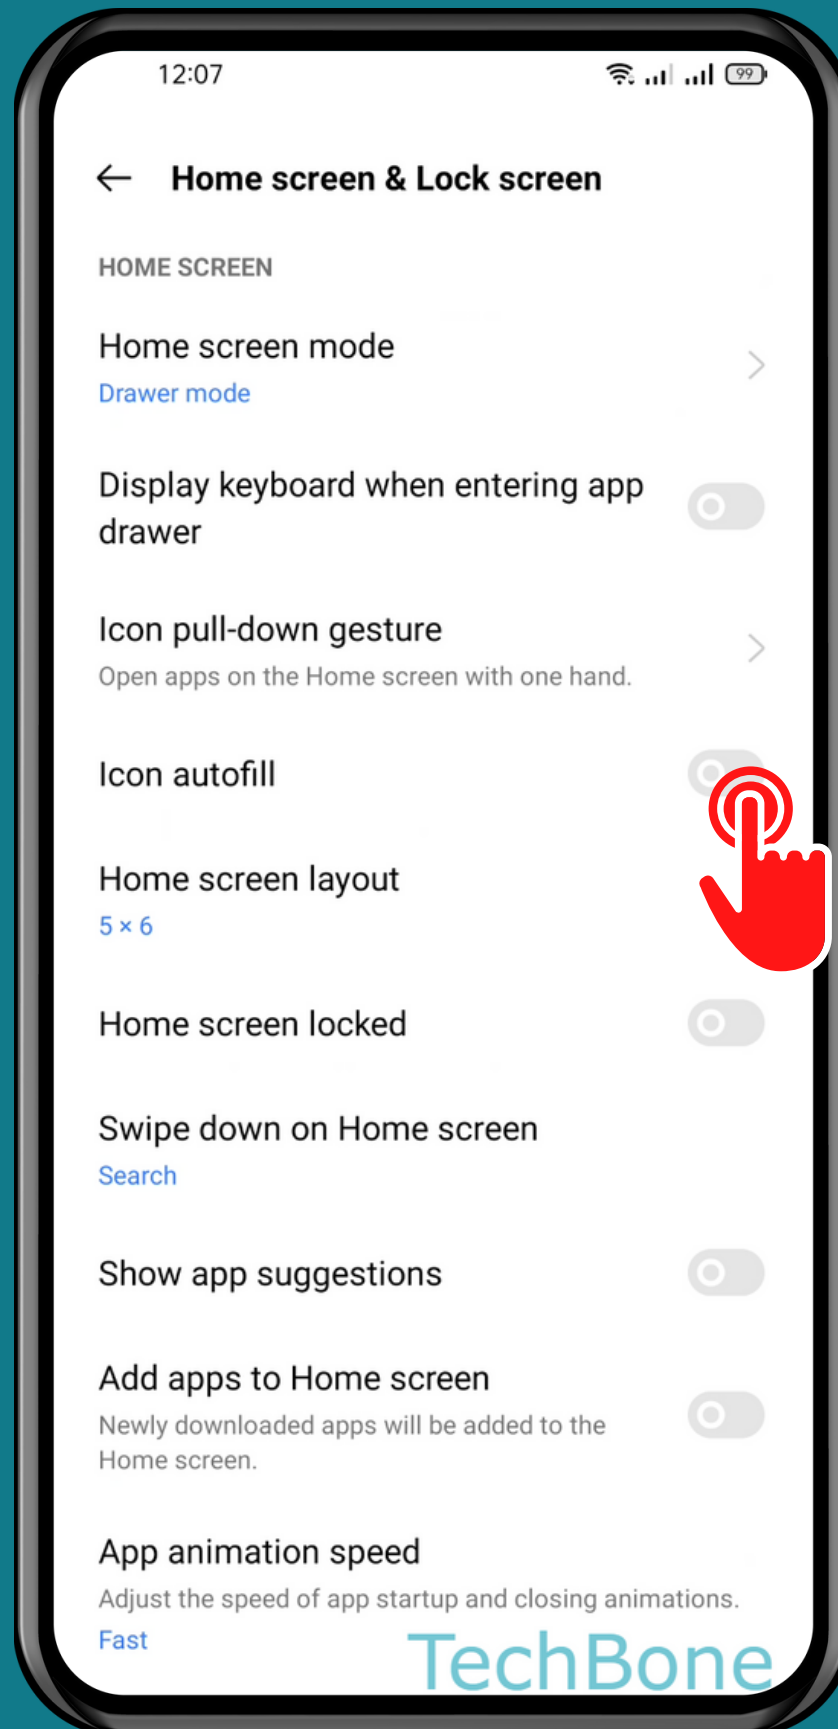 12:07
99
Home screen & Lock screen
HOME SCREEN
Home screen mode
Drawer mode
Display keyboard when entering app
drawer
Icon pull-down gesture
Open apps on the Home screen with one hand.
Icon autofill
Home screen layout
5 × 6
Home screen locked
Swipe down on Home screen
Search
Show app suggestions
Add apps to Home screen
Newly downloaded apps will be added to the
Home screen.
App animation speed
Adjust the speed of app startup and closing animations.
Fast
TechBone